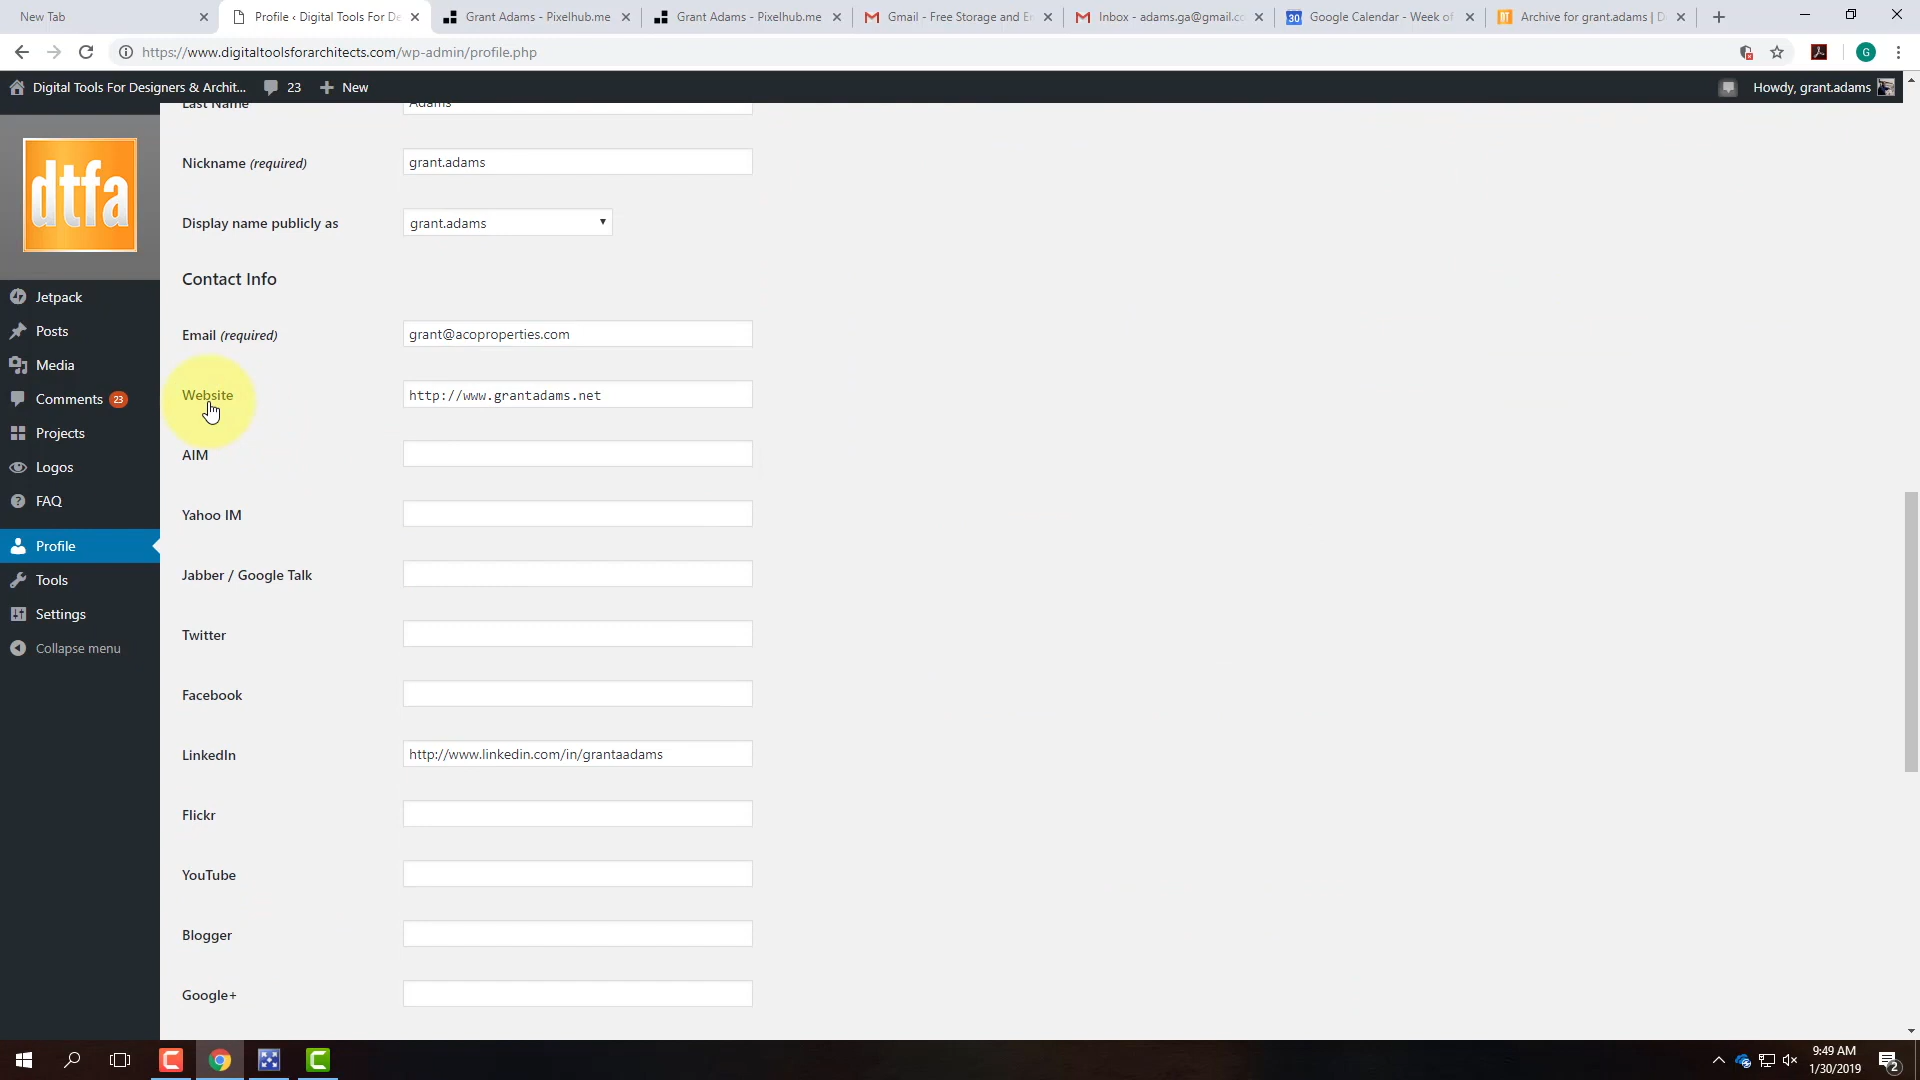 New Tab
Profile ‹ Digital Tools For De
Grant Adams - Pixelhub.me
Grant Adams - Pixelhub.me
Gmail - Free Storage and E
Inbox - adams.ga@gmail.co
30
Google Calendar - Week of
DT
Archive for grant.adams | D
https://www.digitaltoolsforarchitects.com/wp-admin/profile.php
G
Digital Tools For Designers & Archit...
23
New
Howdy, grant.adams
dtfa
Jetpack
Posts
Media
Comments 23
Projects
Logos
FAQ
Profile
Tools
Settings
Collapse menu
Last Name
Adams
Nickname (required)
grant.adams
Display name publicly as
grant.adams
Contact Info
Email (required)
grant@acoproperties.com
Website
http://www.grantadams.net
AIM
Yahoo IM
Jabber / Google Talk
Twitter
Facebook
LinkedIn
http://www.linkedin.com/in/grantaadams
Flickr
YouTube
Blogger
Google+
9:49 AM
1/30/2019
2